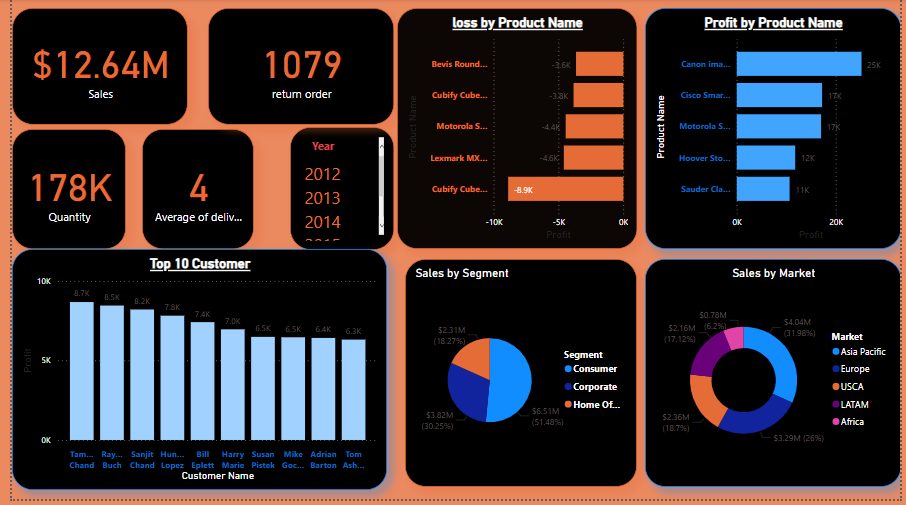 $12.64M
Sales
1079
return order
178K
Quantity
4
Average of deliv...
Year
2012
2013
2014
2015
loss by Product Name
Product Name
Bevis Round...
-3.6K
Cubify Cube...
-3.8K
Motorola S...
-4.4K
Lexmark MX...
-4.6K
Cubify Cube...
-8.9K
-10K -5K 0K
Profit
Profit by Product Name
Product Name
Canon ima...
25K
Cisco Smar...
17K
Motorola S...
17K
Hoover Sto...
12K
Sauder Cla...
11K
0K 20K
Profit
Top 10 Customer
Profit
10K
5K
0K
8.7K 8.5K 8.2K 7.8K 7.4K 7.0K 6.5K 6.5K 6.4K 6.3K
Tam... Ray... Sanjit Hun... Bill Harry Susan Mike Adrian Tom
Chand Buch Chand Lopez Eplett Marie Pistek Goc... Barton Ash...
Customer Name
Sales by Segment
$2.31M
(18.27%)
$3.82M
(30.25%)
$6.51M
(51.48%)
Segment
Consumer
Corporate
Home Of...
Sales by Market
$0.78M
(6.2%)
$2.16M
(17.12%)
$2.36M
(18.7%)
$4.04M
(31.98%)
$3.29M (26%)
Market
Asia Pacific
Europe
USCA
LATAM
Africa